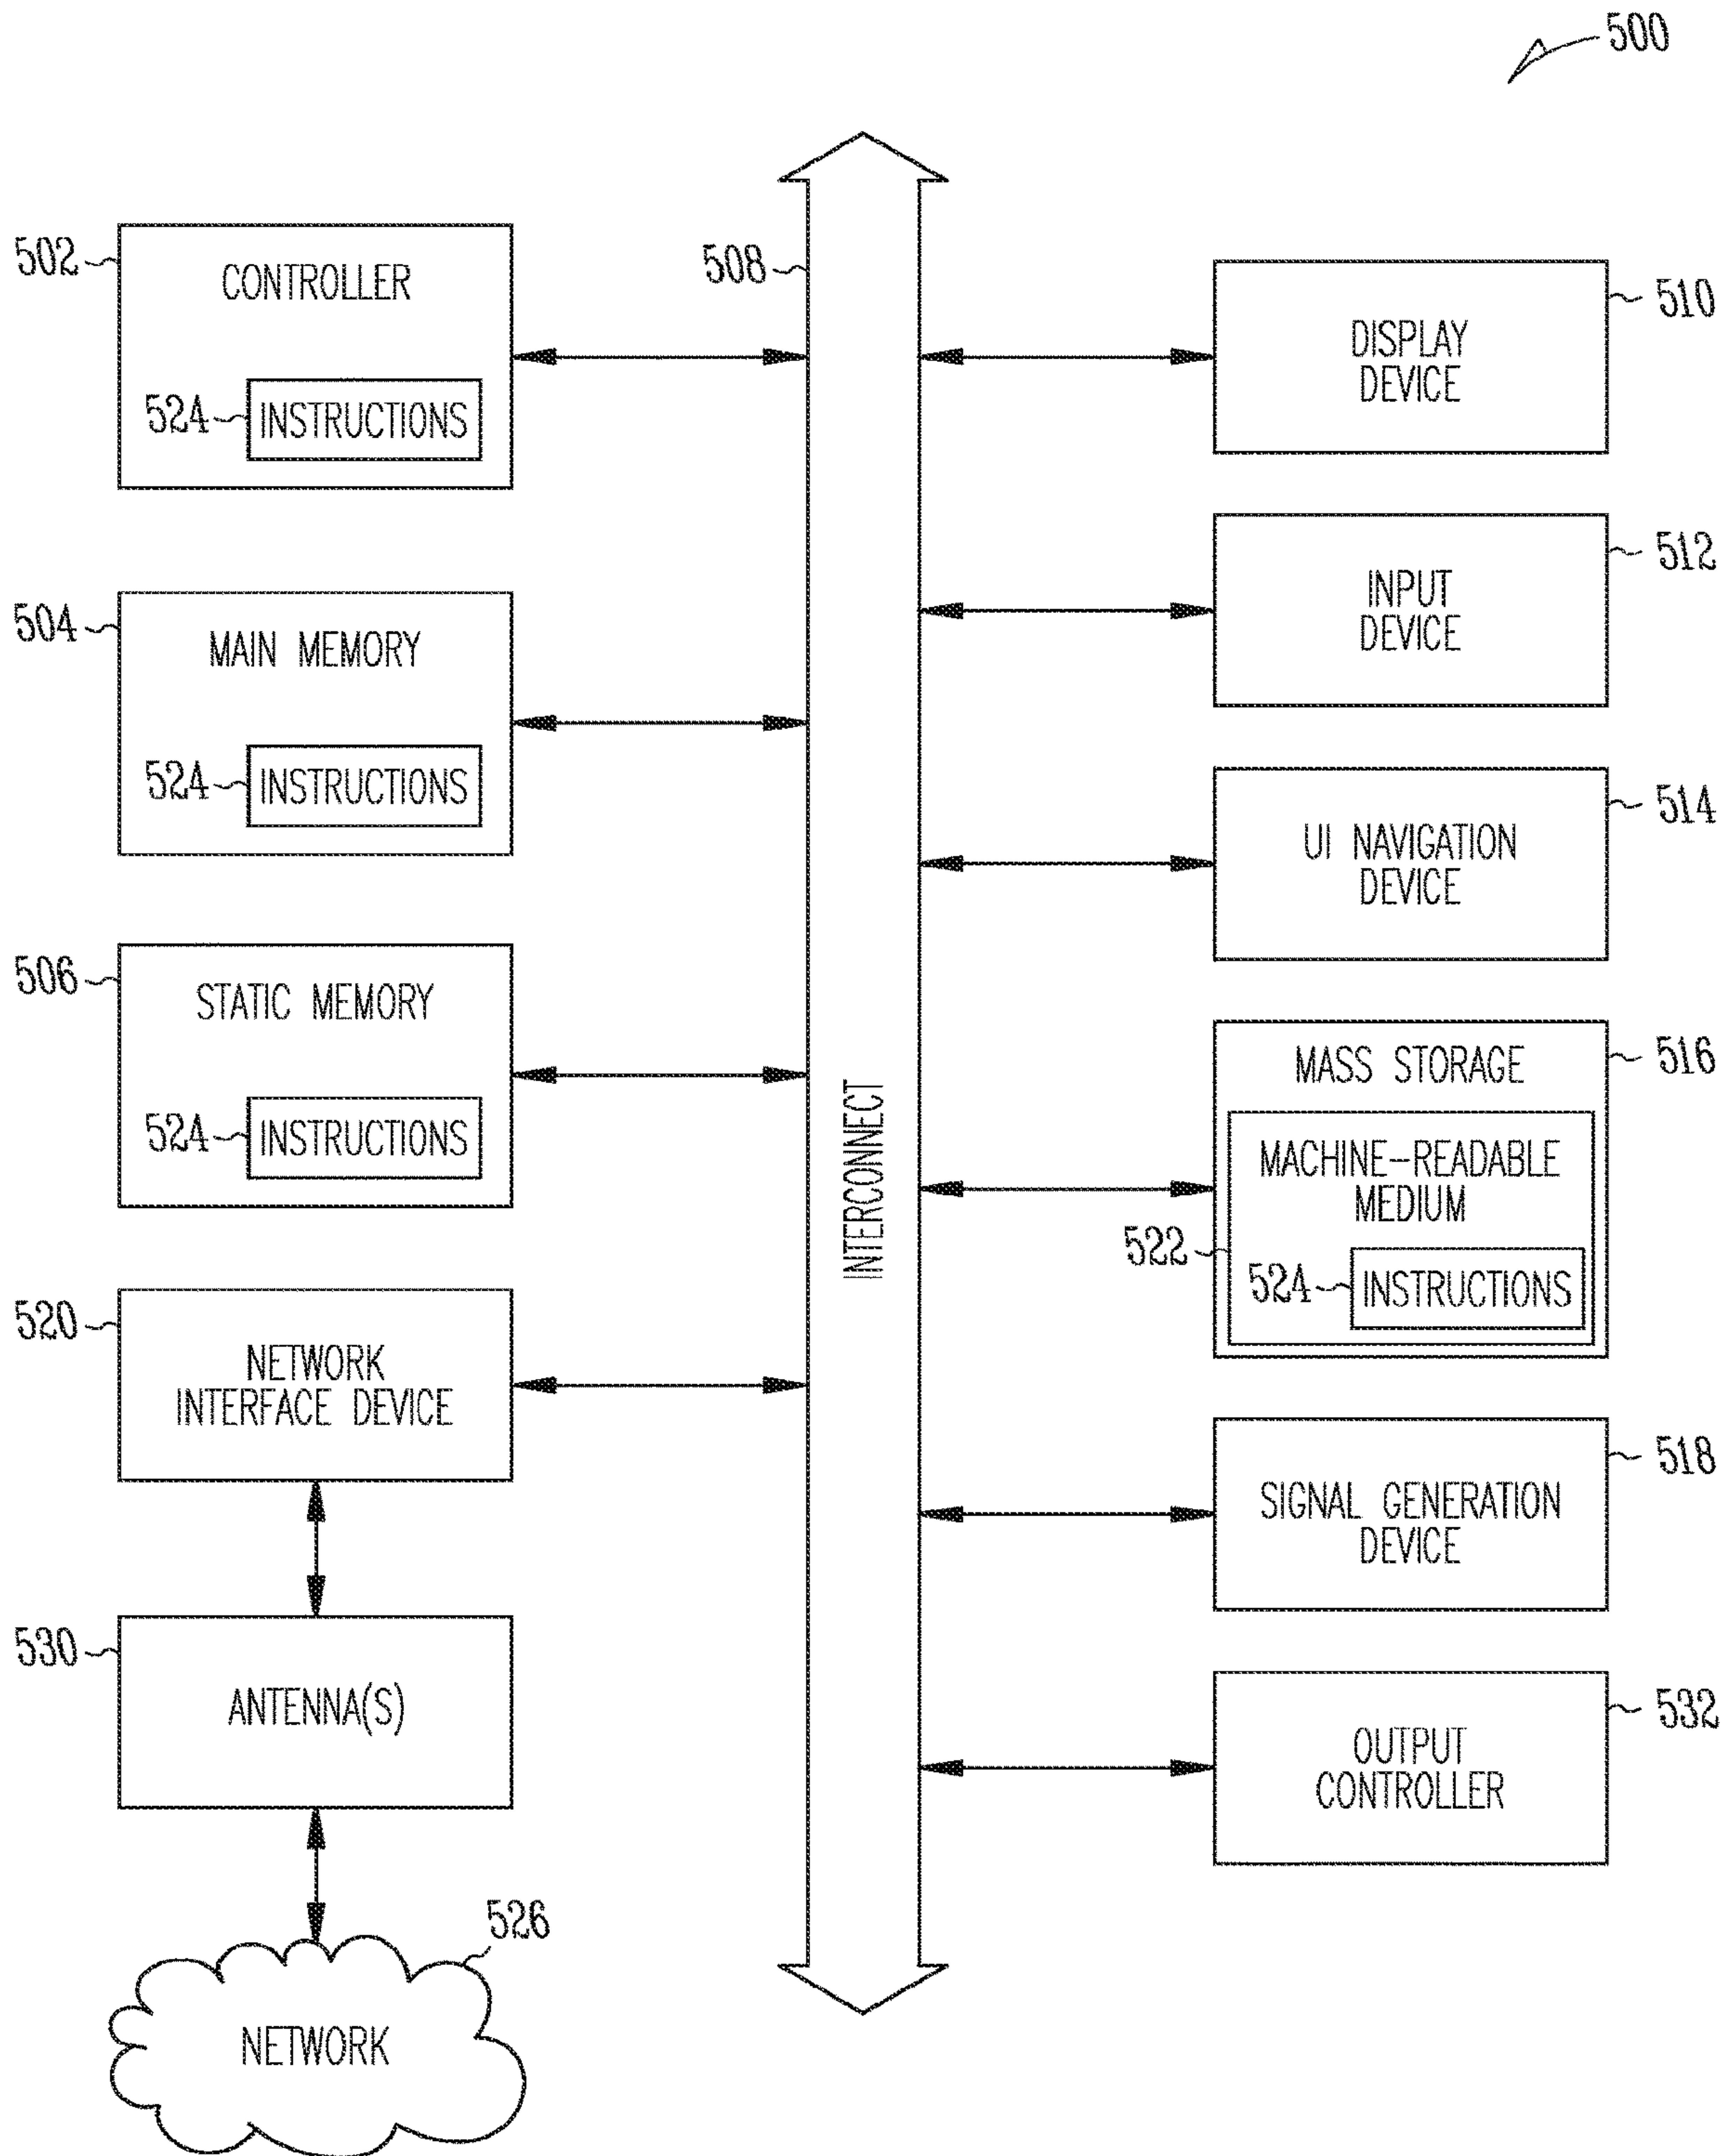 500
502
CONTROLLER
524
INSTRUCTIONS
504
MAIN MEMORY
524
INSTRUCTIONS
506
STATIC MEMORY
524
INSTRUCTIONS
520
NETWORK
INTERFACE DEVICE
530
ANTENNA(S)
526
NETWORK
508
INTERCONNECT
510
DISPLAY
DEVICE
512
INPUT
DEVICE
514
UI NAVIGATION
DEVICE
516
MASS STORAGE
MACHINE-READABLE
MEDIUM
522
524
INSTRUCTIONS
518
SIGNAL GENERATION
DEVICE
532
OUTPUT
CONTROLLER